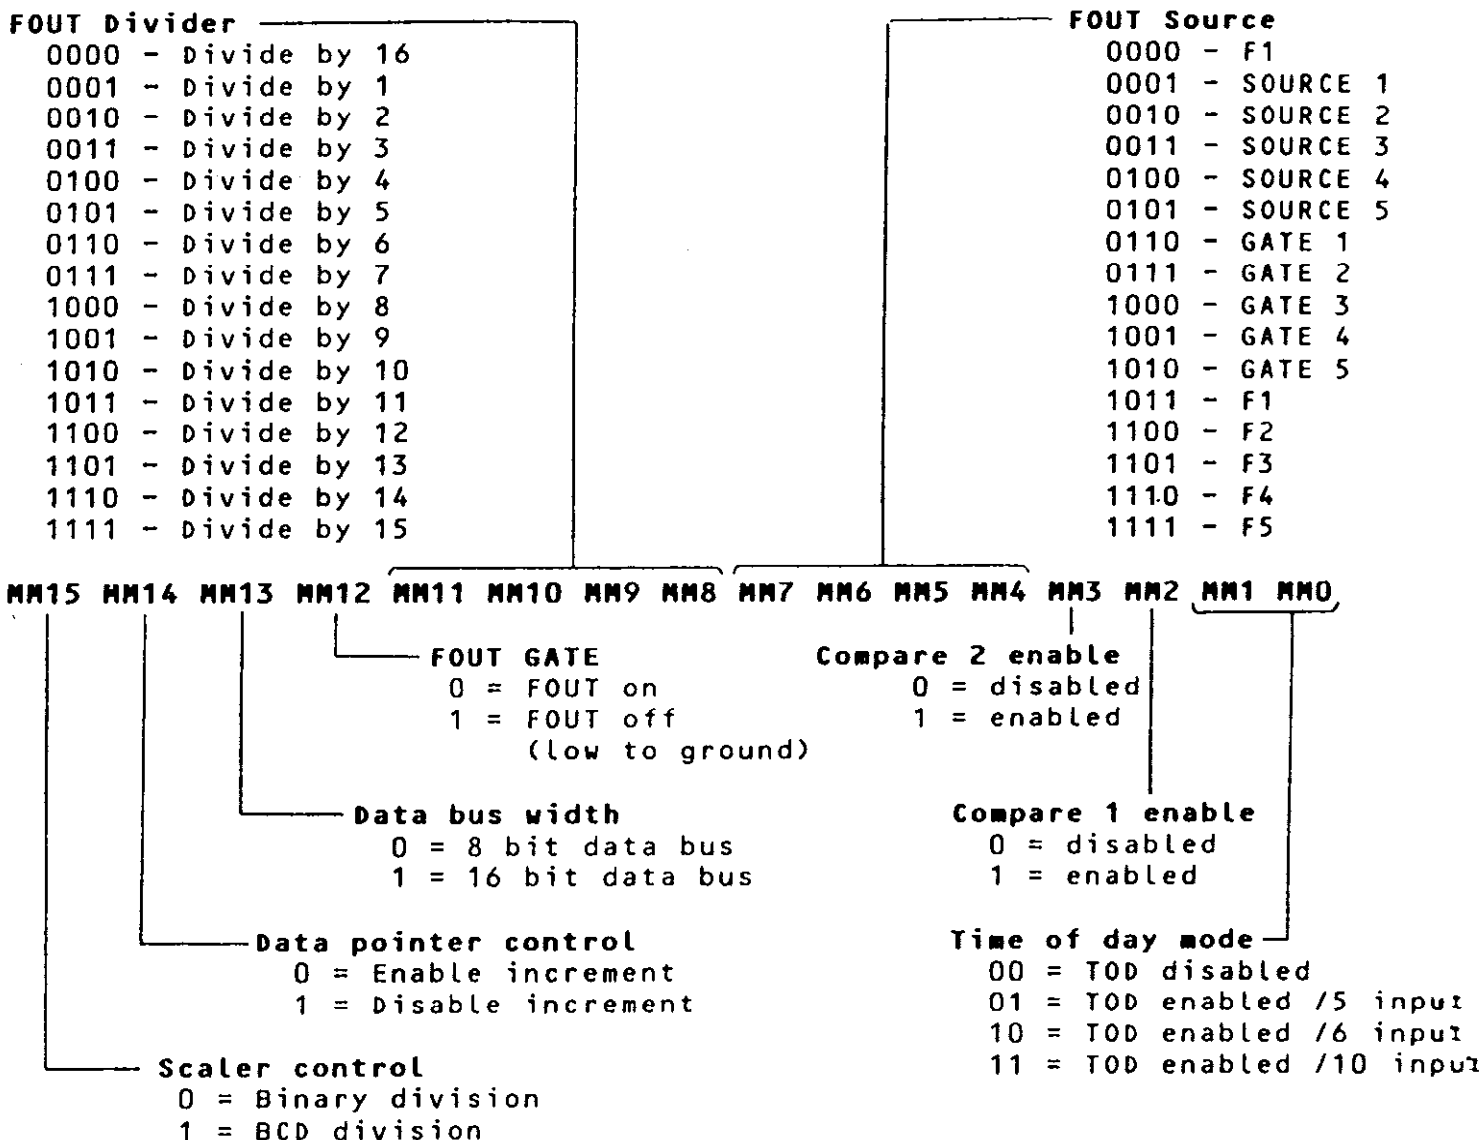 FOUT Divider
0000 - Divide by 16
0001 - Divide by 1
0010 - Divide by 2
0011 - Divide by 3
0100 - Divide by 4
0101 - Divide by 5
0110 - Divide by 6
0111 - Divide by 7
1000 - Divide by 8
1001 - Divide by 9
1010 - Divide by 10
1011 - Divide by 11
1100 - Divide by 12
1101 - Divide by 13
1110 - Divide by 14
1111 - Divide by 15
FOUT Source
0000 - F1
0001 - SOURCE 1
0010 - SOURCE 2
0011 - SOURCE 3
0100 - SOURCE 4
0101 - SOURCE 5
0110 - GATE 1
0111 - GATE 2
1000 - GATE 3
1001 - GATE 4
1010 - GATE 5
1011 - F1
1100 - F2
1101 - F3
1110 - F4
1111 - F5
MM15 MM14 MM13 MM12 MM11 MM10 MM9 MM8 MM7 MM6 MM5 MM4 MM3 MM2 MM1 MM0
FOUT GATE
0 = FOUT on
1 = FOUT off
(low to ground)
Compare 2 enable
0 = disabled
1 = enabled
Data bus width
0 = 8 bit data bus
1 = 16 bit data bus
Compare 1 enable
0 = disabled
1 = enabled
Data pointer control
0 = Enable increment
1 = Disable increment
Time of day mode
00 = TOD disabled
01 = TOD enabled /5 input
10 = TOD enabled /6 input
11 = TOD enabled /10 input
Scaler control
0 = Binary division
1 = BCD division